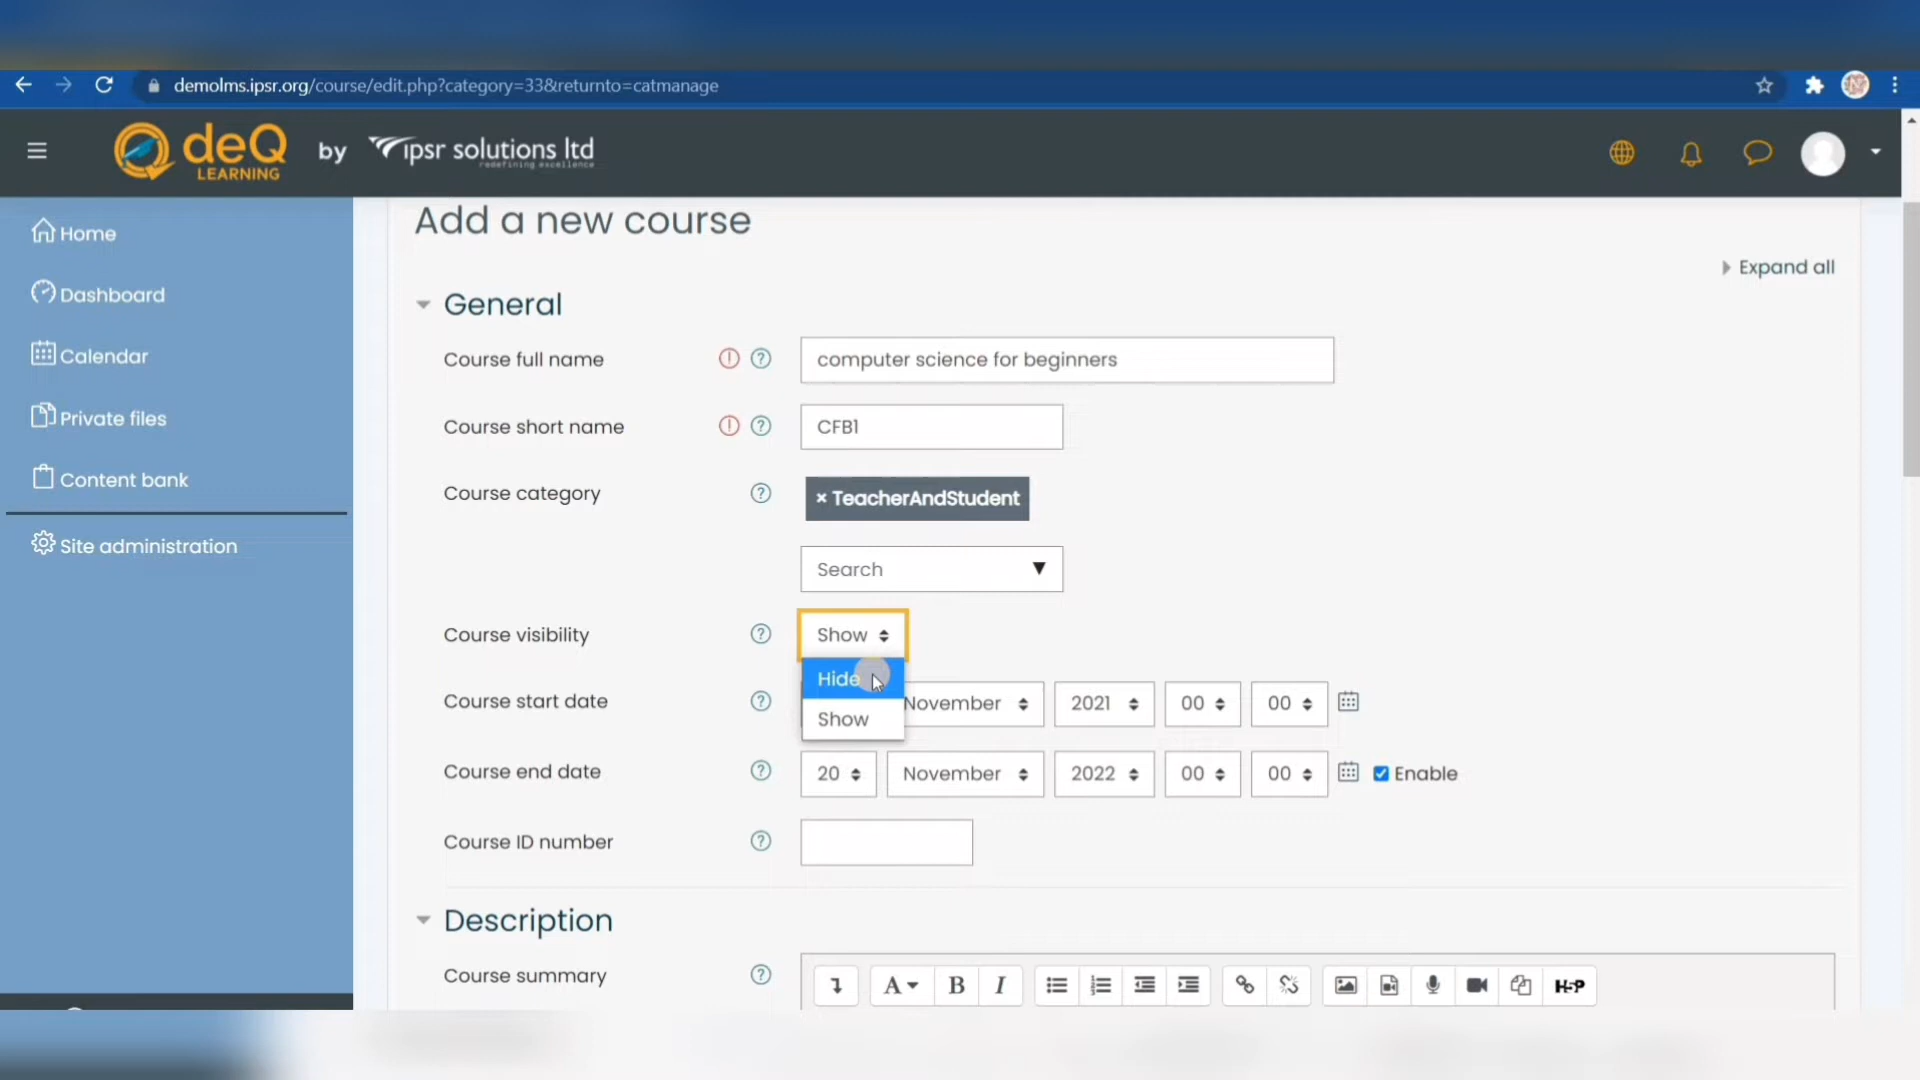 demolms.ipsr.org/course/edit.php?category=33&returnto=catmanage
deQ LEARNING by ipsr solutions ltd
redefining excellence
Home
Dashboard
Calendar
Private files
Content bank
Site administration
Add a new course
Expand all
General
Course full name computer science for beginners
Course short name CFB1
Course category × TeacherAndStudent
Search
Course visibility Show
Hide
Show
Course start date November 2021 00 00
Course end date 20 November 2022 00 00 Enable
Course ID number
Description
Course summary A B I H-P